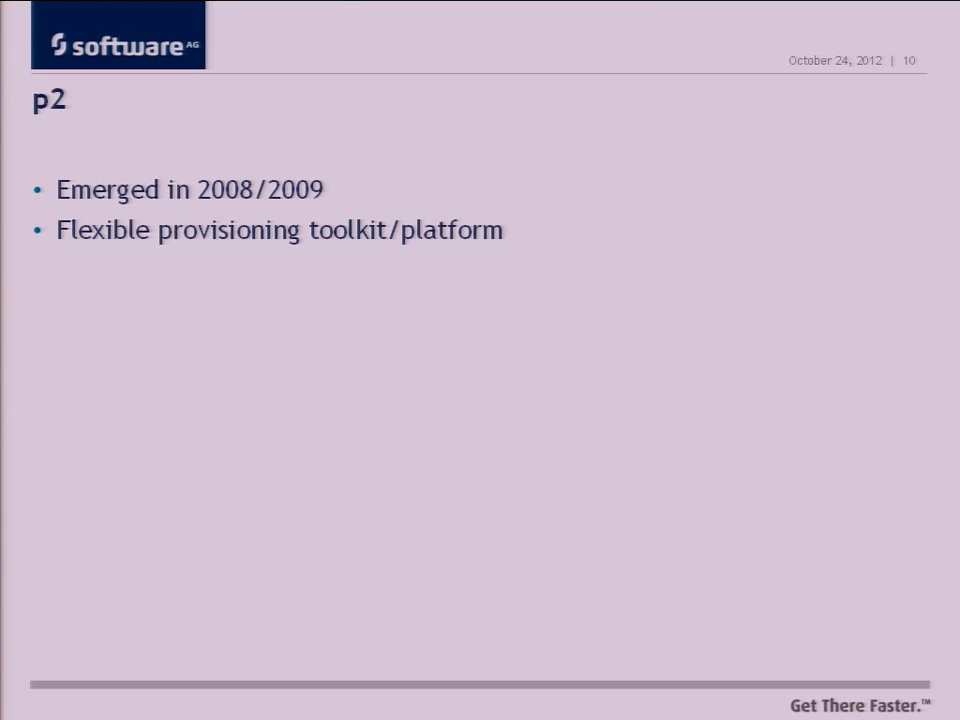 software AG
October 24, 2012 | 10
p2
• Emerged in 2008/2009
• Flexible provisioning toolkit/platform
Get There Faster.™